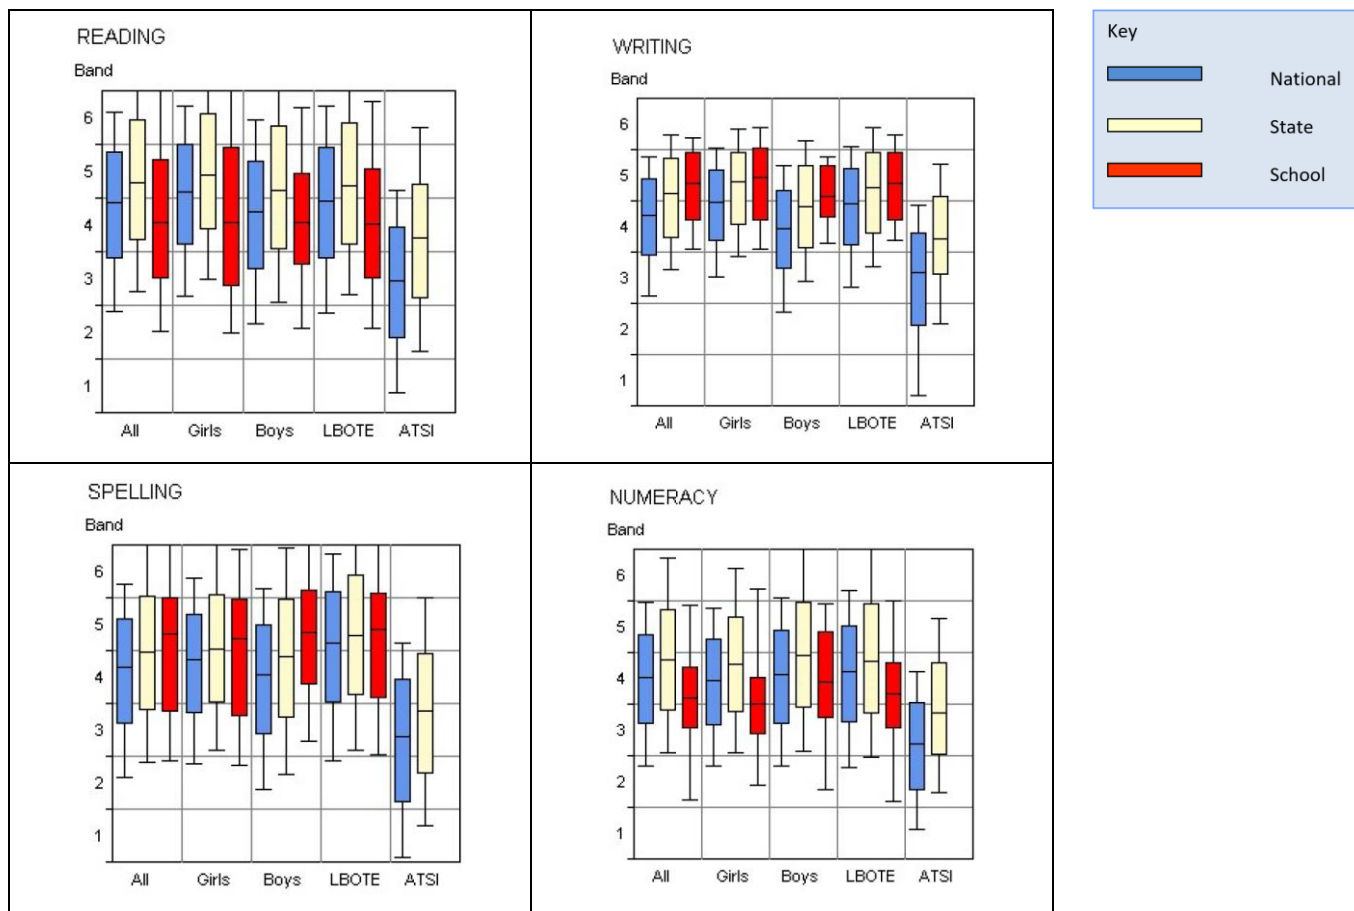 READING
Band
6
5
4
3
2
1
All Girls Boys LBOTE ATSI
WRITING
Band
6
5
4
3
2
1
All Girls Boys LBOTE ATSI
Key
National
State
School
SPELLING
Band
6
5
4
3
2
1
All Girls Boys LBOTE ATSI
NUMERACY
Band
6
5
4
3
2
1
All Girls Boys LBOTE ATSI